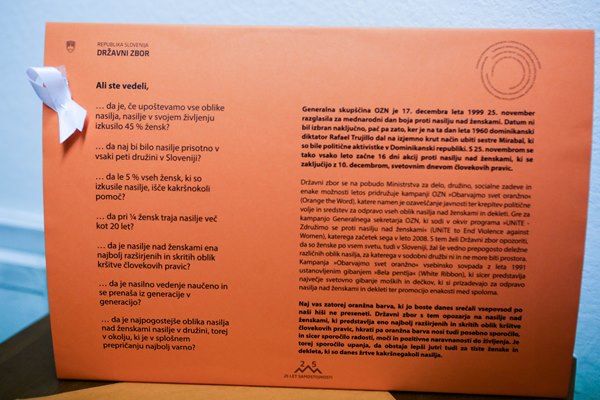 REPUBLIKA SLOVENIJA
DRŽAVNI ZBOR
Ali ste vedeli,
… da je, če upoštevamo vse oblike
nasilja, nasilje v svojem življenju
izkusilo 45 % žensk?
… da naj bi bilo nasilje prisotno v
vsaki peti družini v Sloveniji?
… da le 5 % vseh žensk, ki so
izkusile nasilje, išče kakršnokoli
pomoč?
… da pri ¼ žensk traja nasilje več
kot 20 let?
… da je nasilje nad ženskami ena
najbolj razširjenih in skritih oblik
kršitve človekovih pravic?
… da je nasilno vedenje naučeno in
se prenaša iz generacije v
generacijo?
… da je najpogostejše oblika nasilja
nad ženskami nasilje v družini, torej
v okolju, ki je v splošnem
prepričanju najbolj varno?
Generalna skupščina OZN je 17. decembra leta 1999 25. november
razglasila za mednarodni dan boja proti nasilju nad ženskami. Datum ni
bil izbran naključno, pač pa zato, ker je na ta dan leta 1960 dominikanski
diktator Rafael Trujillo dal na izjemno krut način ubiti sestre Mirabal, ki
so bile politične aktivistke v Dominikanski republiki. S 25. novembrom se
tako vsako leto začne 16 dni akcij proti nasilju nad ženskami, ki se
zaključijo z 10. decembrom, svetovnim dnevom človekovih pravic.
Državni zbor se na pobudo Ministrstva za delo, družino, socialne zadeve in
enake možnosti letos pridružuje kampanji OZN »Obarvajmo svet oranžno«
(Orange the Word), katere namen je ozaveščanje javnosti ter krepitev politične
volje in sredstev za odpravo vseh oblik nasilja nad ženskami in dekleti. Gre za
kampanjo Generalnega sekretarja OZN, ki sodi v okvir programa »UNITE -
Združimo se proti nasilju nad ženskami« (UNITE to End Violence against
Women), katerega začetek sega v leto 2008. S tem želi Državni zbor opozoriti,
da so ženske po vsem svetu, tudi v Sloveniji, žal še vedno prepogosto deležne
različnih oblik nasilja, za katerega v sodobni družbi ni in ne more biti prostora.
Kampanja »Obarvajmo svet oranžno« vsebinsko sovpada z leta 1991
ustanovljenim gibanjem »Bela pentlja« (White Ribbon), ki sicer predstavlja
največje svetovno gibanje moških in dečkov, ki si prizadevajo za odpravo
nasilja nad ženskami in dekleti ter promocijo enakosti med spoloma.
Naj vas zatorej oranžna barva, ki jo boste danes srečali vsepovsod po
naši hiši ne preseneti. Državni zbor s tem opozarja na nasilje nad
ženskami, ki predstavlja eno najbolj razširjenih in skritih oblik kršitve
človekovih pravic, hkrati pa oranžna barva nosi tudi posebno sporočilo,
in sicer sporočilo radosti, moči in pozitivne naravnanosti do življenja. Je
torej sporočilo upanja, da obstaja lepši jutri tudi za tiste ženske in
dekleta, ki so danes žrtve kakršnegakoli nasilja.
25
25 LET SAMOSTOJNOSTI